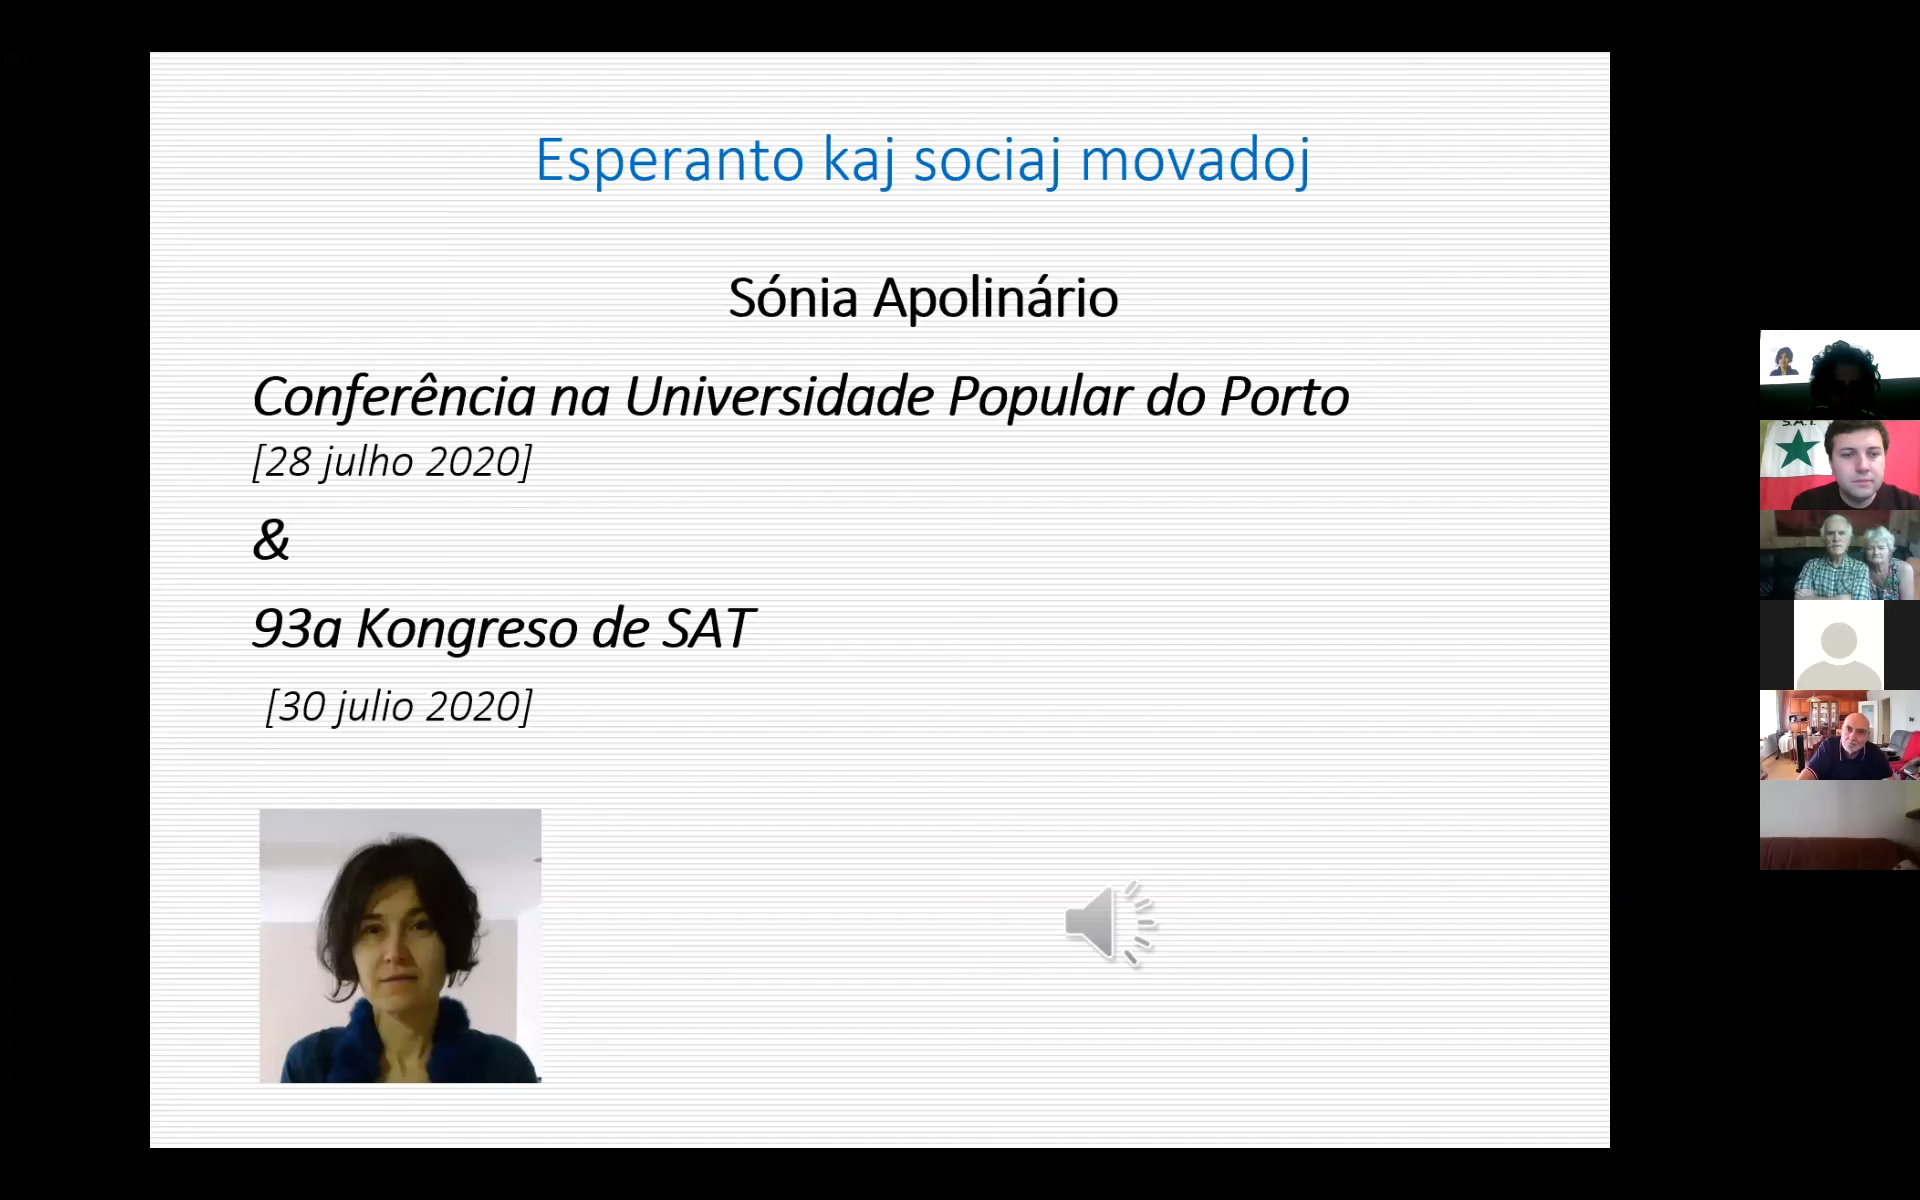 Esperanto kaj sociaj movadoj
Sónia Apolinário
Conferência na Universidade Popular do Porto
[28 julho 2020]
&
93a Kongreso de SAT
[30 julio 2020]
S.A.T.